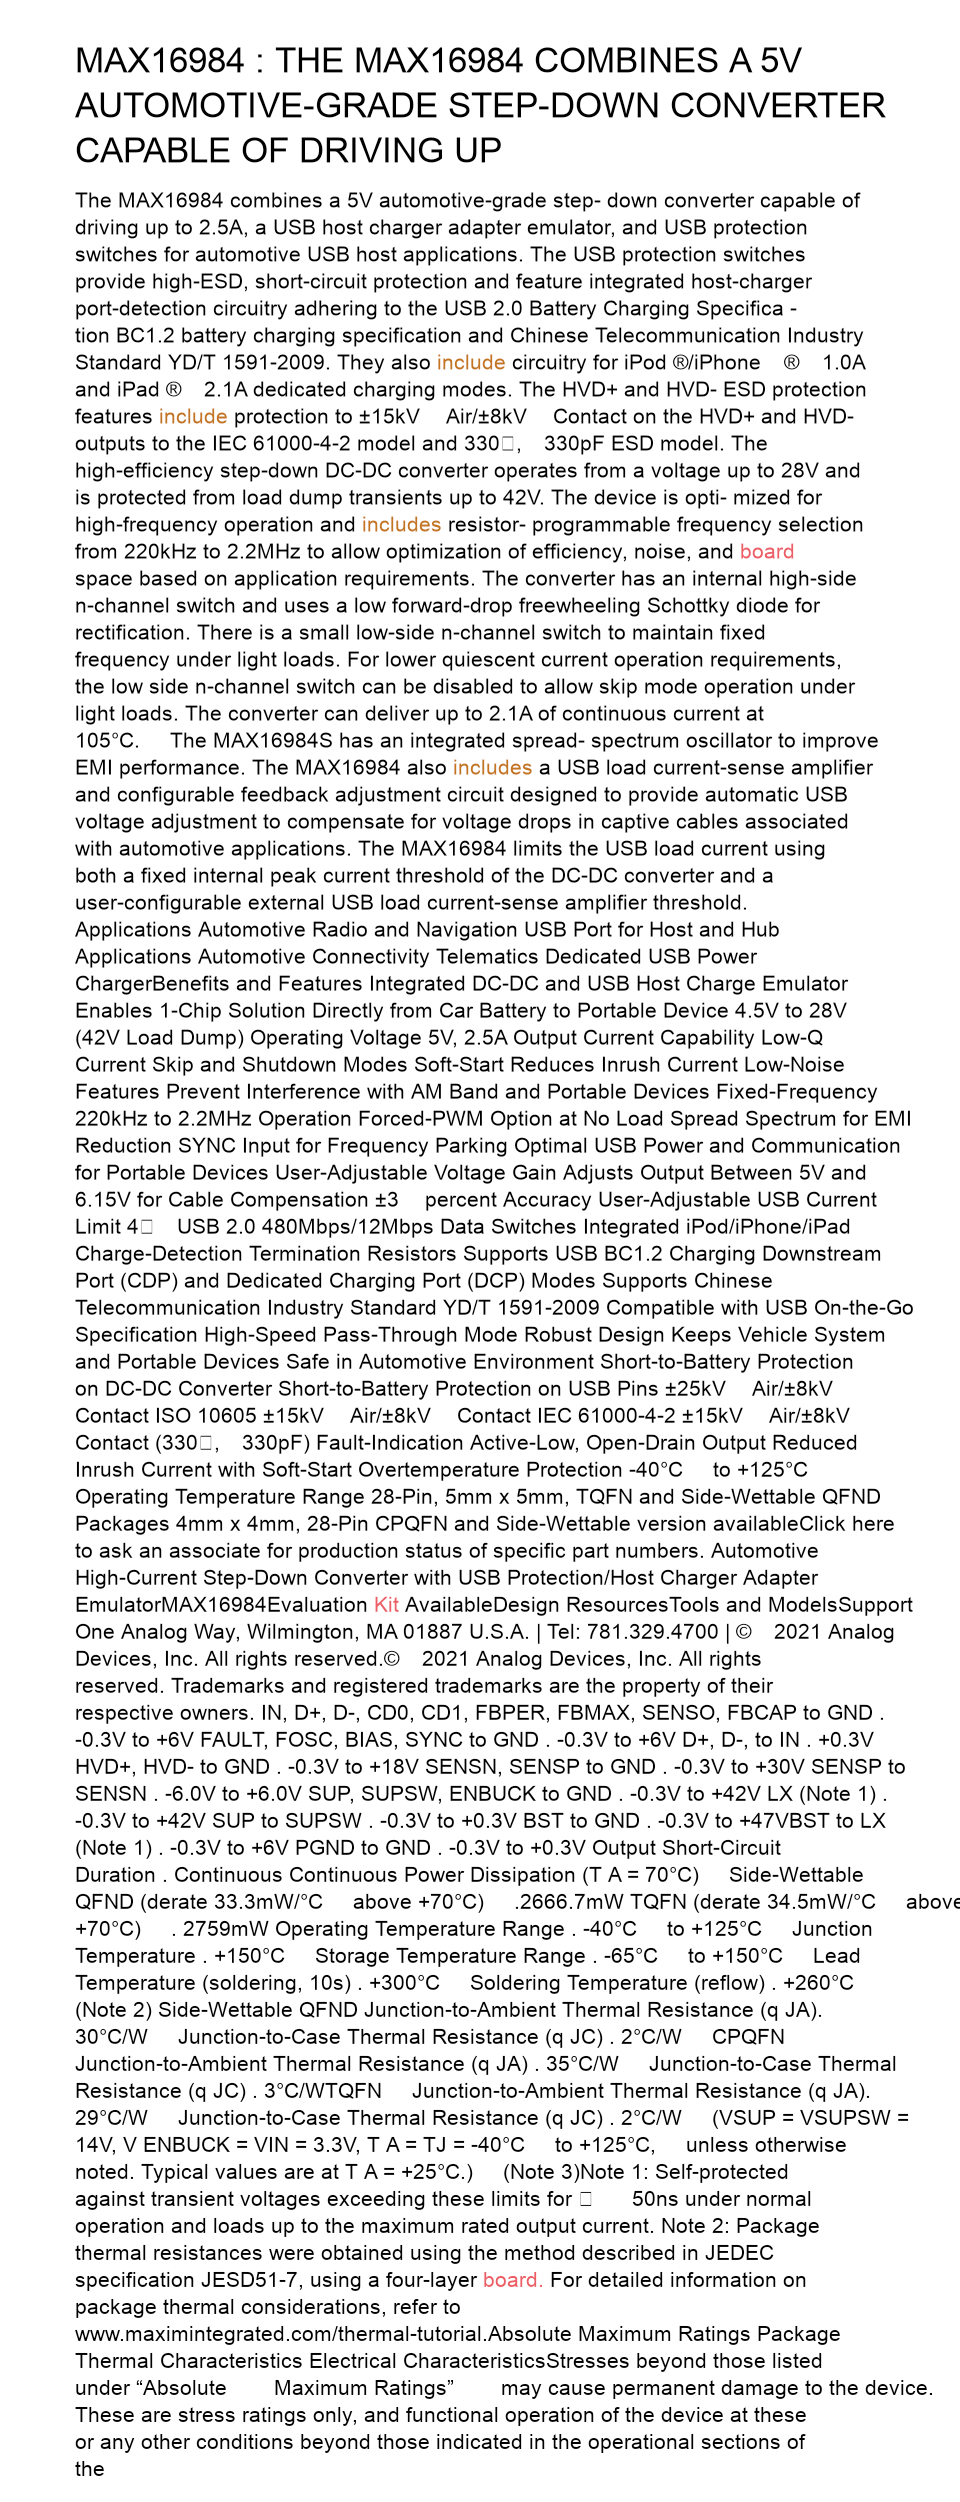 MAX16984 : THE MAX16984 COMBINES A 5V
AUTOMOTIVE-GRADE STEP-DOWN CONVERTER
CAPABLE OF DRIVING UP
The MAX16984 combines a 5V automotive-grade step- down converter capable of
driving up to 2.5A, a USB host charger adapter emulator, and USB protection
switches for automotive USB host applications. The USB protection switches
provide high-ESD, short-circuit protection and feature integrated host-charger
port-detection circuitry adhering to the USB 2.0 Battery Charging Specifica -
tion BC1.2 battery charging specification and Chinese Telecommunication Industry
Standard YD/T 1591-2009. They also include circuitry for iPod ®/iPhone ® 1.0A
and iPad ® 2.1A dedicated charging modes. The HVD+ and HVD- ESD protection
features include protection to ±15kV Air/±8kV Contact on the HVD+ and HVD-
outputs to the IEC 61000-4-2 model and 330□, 330pF ESD model. The
high-efficiency step-down DC-DC converter operates from a voltage up to 28V and
is protected from load dump transients up to 42V. The device is opti- mized for
high-frequency operation and includes resistor- programmable frequency selection
from 220kHz to 2.2MHz to allow optimization of efficiency, noise, and board
space based on application requirements. The converter has an internal high-side
n-channel switch and uses a low forward-drop freewheeling Schottky diode for
rectification. There is a small low-side n-channel switch to maintain fixed
frequency under light loads. For lower quiescent current operation requirements,
the low side n-channel switch can be disabled to allow skip mode operation under
light loads. The converter can deliver up to 2.1A of continuous current at
105°C. The MAX16984S has an integrated spread- spectrum oscillator to improve
EMI performance. The MAX16984 also includes a USB load current-sense amplifier
and configurable feedback adjustment circuit designed to provide automatic USB
voltage adjustment to compensate for voltage drops in captive cables associated
with automotive applications. The MAX16984 limits the USB load current using
both a fixed internal peak current threshold of the DC-DC converter and a
user-configurable external USB load current-sense amplifier threshold.
Applications Automotive Radio and Navigation USB Port for Host and Hub
Applications Automotive Connectivity Telematics Dedicated USB Power
ChargerBenefits and Features Integrated DC-DC and USB Host Charge Emulator
Enables 1-Chip Solution Directly from Car Battery to Portable Device 4.5V to 28V
(42V Load Dump) Operating Voltage 5V, 2.5A Output Current Capability Low-Q
Current Skip and Shutdown Modes Soft-Start Reduces Inrush Current Low-Noise
Features Prevent Interference with AM Band and Portable Devices Fixed-Frequency
220kHz to 2.2MHz Operation Forced-PWM Option at No Load Spread Spectrum for EMI
Reduction SYNC Input for Frequency Parking Optimal USB Power and Communication
for Portable Devices User-Adjustable Voltage Gain Adjusts Output Between 5V and
6.15V for Cable Compensation ±3 percent Accuracy User-Adjustable USB Current
Limit 4□ USB 2.0 480Mbps/12Mbps Data Switches Integrated iPod/iPhone/iPad
Charge-Detection Termination Resistors Supports USB BC1.2 Charging Downstream
Port (CDP) and Dedicated Charging Port (DCP) Modes Supports Chinese
Telecommunication Industry Standard YD/T 1591-2009 Compatible with USB On-the-Go
Specification High-Speed Pass-Through Mode Robust Design Keeps Vehicle System
and Portable Devices Safe in Automotive Environment Short-to-Battery Protection
on DC-DC Converter Short-to-Battery Protection on USB Pins ±25kV Air/±8kV
Contact ISO 10605 ±15kV Air/±8kV Contact IEC 61000-4-2 ±15kV Air/±8kV
Contact (330□, 330pF) Fault-Indication Active-Low, Open-Drain Output Reduced
Inrush Current with Soft-Start Overtemperature Protection -40°C to +125°C
Operating Temperature Range 28-Pin, 5mm x 5mm, TQFN and Side-Wettable QFND
Packages 4mm x 4mm, 28-Pin CPQFN and Side-Wettable version availableClick here
to ask an associate for production status of specific part numbers. Automotive
High-Current Step-Down Converter with USB Protection/Host Charger Adapter
EmulatorMAX16984Evaluation Kit AvailableDesign ResourcesTools and ModelsSupport
One Analog Way, Wilmington, MA 01887 U.S.A. | Tel: 781.329.4700 | © 2021 Analog
Devices, Inc. All rights reserved.© 2021 Analog Devices, Inc. All rights
reserved. Trademarks and registered trademarks are the property of their
respective owners. IN, D+, D-, CD0, CD1, FBPER, FBMAX, SENSO, FBCAP to GND .
-0.3V to +6V FAULT, FOSC, BIAS, SYNC to GND . -0.3V to +6V D+, D-, to IN . +0.3V
HVD+, HVD- to GND . -0.3V to +18V SENSN, SENSP to GND . -0.3V to +30V SENSP to
SENSN . -6.0V to +6.0V SUP, SUPSW, ENBUCK to GND . -0.3V to +42V LX (Note 1) .
-0.3V to +42V SUP to SUPSW . -0.3V to +0.3V BST to GND . -0.3V to +47VBST to LX
(Note 1) . -0.3V to +6V PGND to GND . -0.3V to +0.3V Output Short-Circuit
Duration . Continuous Continuous Power Dissipation (T A = 70°C) Side-Wettable
QFND (derate 33.3mW/°C above +70°C) .2666.7mW TQFN (derate 34.5mW/°C above
+70°C) . 2759mW Operating Temperature Range . -40°C to +125°C Junction
Temperature . +150°C Storage Temperature Range . -65°C to +150°C Lead
Temperature (soldering, 10s) . +300°C Soldering Temperature (reflow) . +260°C
(Note 2) Side-Wettable QFND Junction-to-Ambient Thermal Resistance (q JA).
30°C/W Junction-to-Case Thermal Resistance (q JC) . 2°C/W CPQFN
Junction-to-Ambient Thermal Resistance (q JA) . 35°C/W Junction-to-Case Thermal
Resistance (q JC) . 3°C/WTQFN Junction-to-Ambient Thermal Resistance (q JA).
29°C/W Junction-to-Case Thermal Resistance (q JC) . 2°C/W (VSUP = VSUPSW =
14V, V ENBUCK = VIN = 3.3V, T A = TJ = -40°C to +125°C, unless otherwise
noted. Typical values are at T A = +25°C.) (Note 3)Note 1: Self-protected
against transient voltages exceeding these limits for □ 50ns under normal
operation and loads up to the maximum rated output current. Note 2: Package
thermal resistances were obtained using the method described in JEDEC
specification JESD51-7, using a four-layer board. For detailed information on
package thermal considerations, refer to
www.maximintegrated.com/thermal-tutorial.Absolute Maximum Ratings Package
Thermal Characteristics Electrical CharacteristicsStresses beyond those listed
under “Absolute Maximum Ratings” may cause permanent damage to the device.
These are stress ratings only, and functional operation of the device at these
or any other conditions beyond those indicated in the operational sections of
the